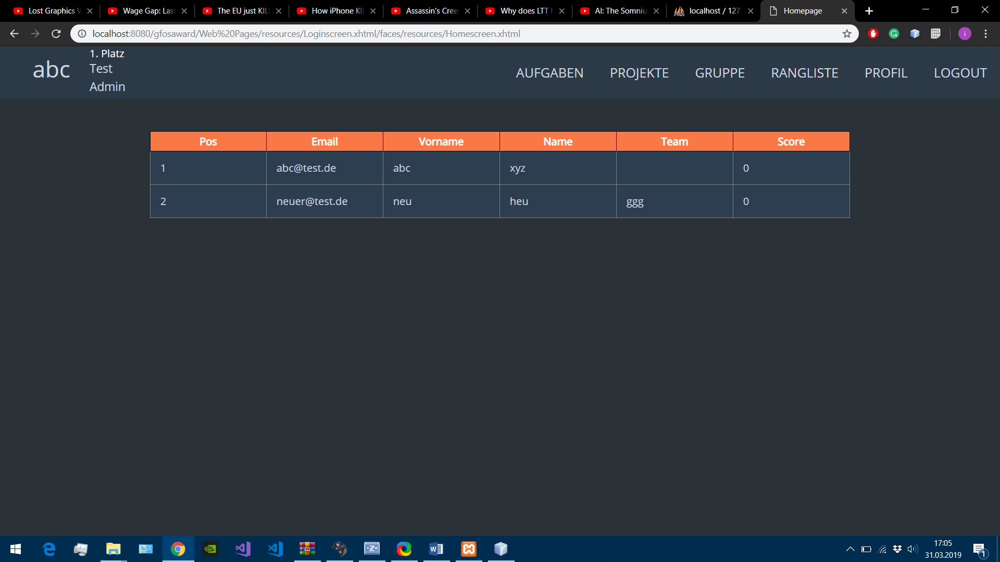 Lost Graphics V
Wage Gap: Las
The EU just KIL
How iPhone KI
Assassin's Cree
Why does LTT
AI: The Somniu
localhost / 127.
Homepage
localhost:8080/gfosaward/Web%20Pages/resources/Loginscreen.xhtml/faces/resources/Homescreen.xhtml
abc
1. Platz
Test
Admin
AUFGABEN PROJEKTE GRUPPE RANGLISTE PROFIL LOGOUT
Pos Email Vorname Name Team Score
1 abc@test.de abc xyz 0
2 neuer@test.de neu heu ggg 0
17:05
31.03.2019
1